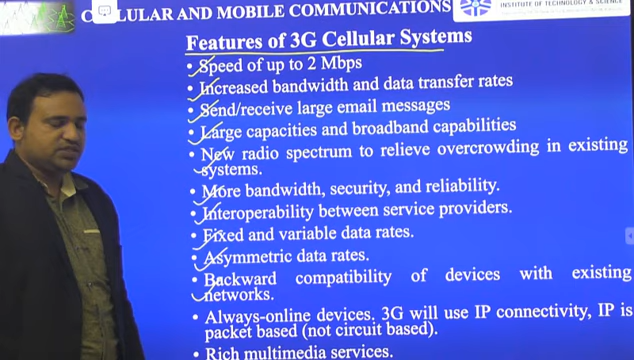 CELLULAR AND MOBILE COMMUNICATIONS
INSTITUTE OF TECHNOLOGY & SCIENCE
Features of 3G Cellular Systems
• Speed of up to 2 Mbps
• Increased bandwidth and data transfer rates
• Send/receive large email messages
• Large capacities and broadband capabilities
• New radio spectrum to relieve overcrowding in existing
systems.
• More bandwidth, security, and reliability.
• Interoperability between service providers.
• Fixed and variable data rates.
• Asymmetric data rates.
• Backward compatibility of devices with existing
networks.
• Always-online devices. 3G will use IP connectivity, IP is
packet based (not circuit based).
• Rich multimedia services.